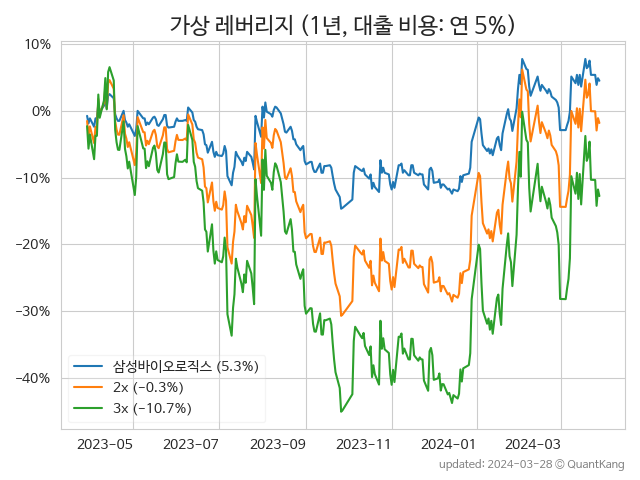 가상 레버리지 (1년, 대출 비용: 연 5%)
10%
0%
−10%
−20%
−30%
−40%
삼성바이오로직스 (5.3%)
2x (−0.3%)
3x (−10.7%)
2023-05 2023-07 2023-09 2023-11 2024-01 2024-03
updated: 2024-03-28 © QuantKang